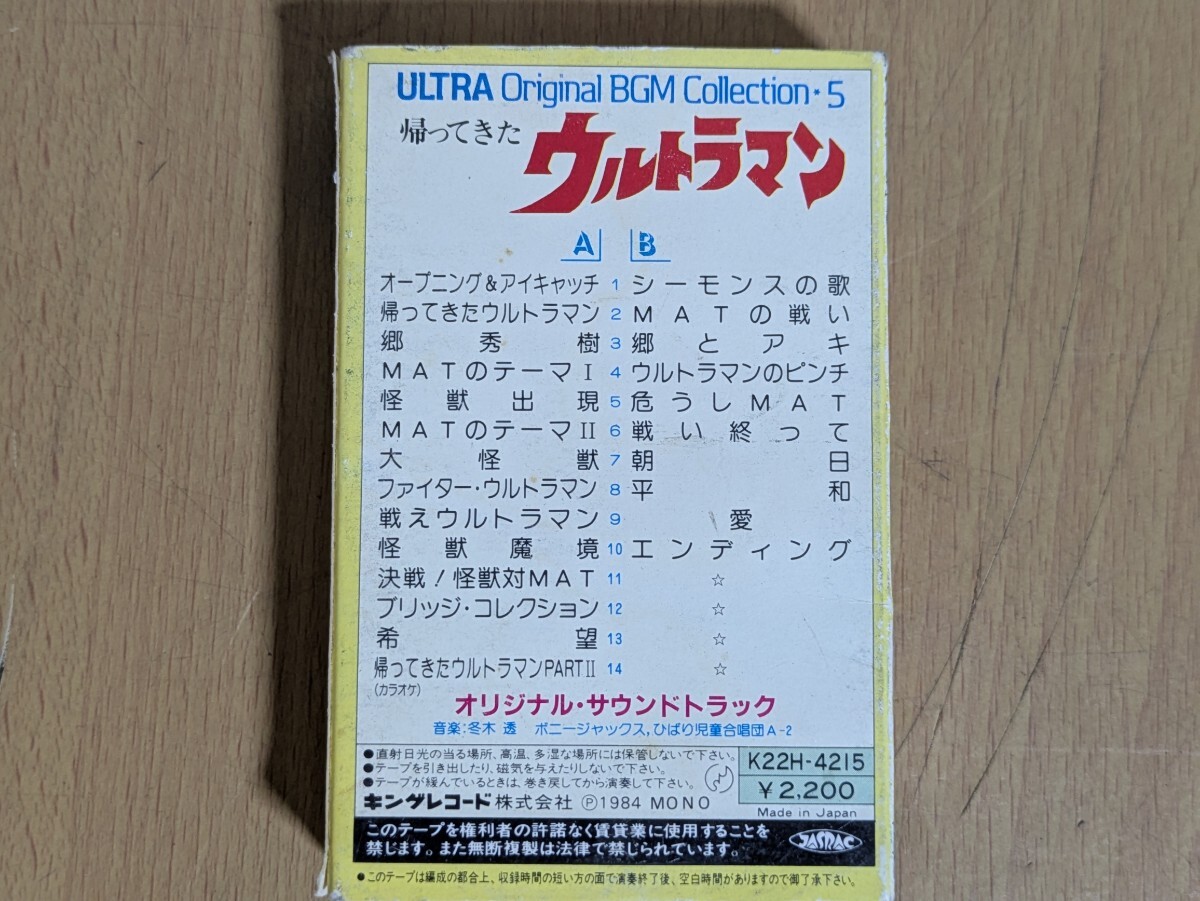 ULTRA Original BGM Collection・5
帰ってきた
ウルトラマン
A B
オープニング&アイキャッチ 1 シーモンスの歌
帰ってきたウルトラマン 2 MATの戦い
郷秀樹 3 郷とアキ
MATのテーマⅠ 4 ウルトラマンのピンチ
怪獣出現 5 危うしMAT
MATのテーマⅡ 6 戦い終って
大怪獣 7 朝日
ファイター・ウルトラマン 8 平和
戦えウルトラマン 9 愛
怪獣魔境 10 エンディング
決戦!怪獣対MAT 11 ☆
ブリッジ・コレクション 12 ☆
希望 13 ☆
帰ってきたウルトラマンPARTⅡ 14 ☆
(カラオケ)
オリジナル・サウンドトラック
音楽:冬木 透 ボニージャックス,ひばり児童合唱団A-2
●直射日光の当る場所、高温、多湿な場所には保管しないで下さい。
●テープを引き出したり、磁気を与えたりしないで下さい。
●テープが緩んでいるときは、巻き戻してから演奏して下さい。
K22H-4215
¥2,200
キングレコード株式会社 Ⓟ1984 MONO
Made in Japan
このテープを権利者の許諾なく賃貸業に使用することを
禁じます。また無断複製は法律で禁じられています。
JASRAC
●このテープは編成の都合上、収録時間の短い方の面で演奏終了後、空白時間がありますので御了承下さい。